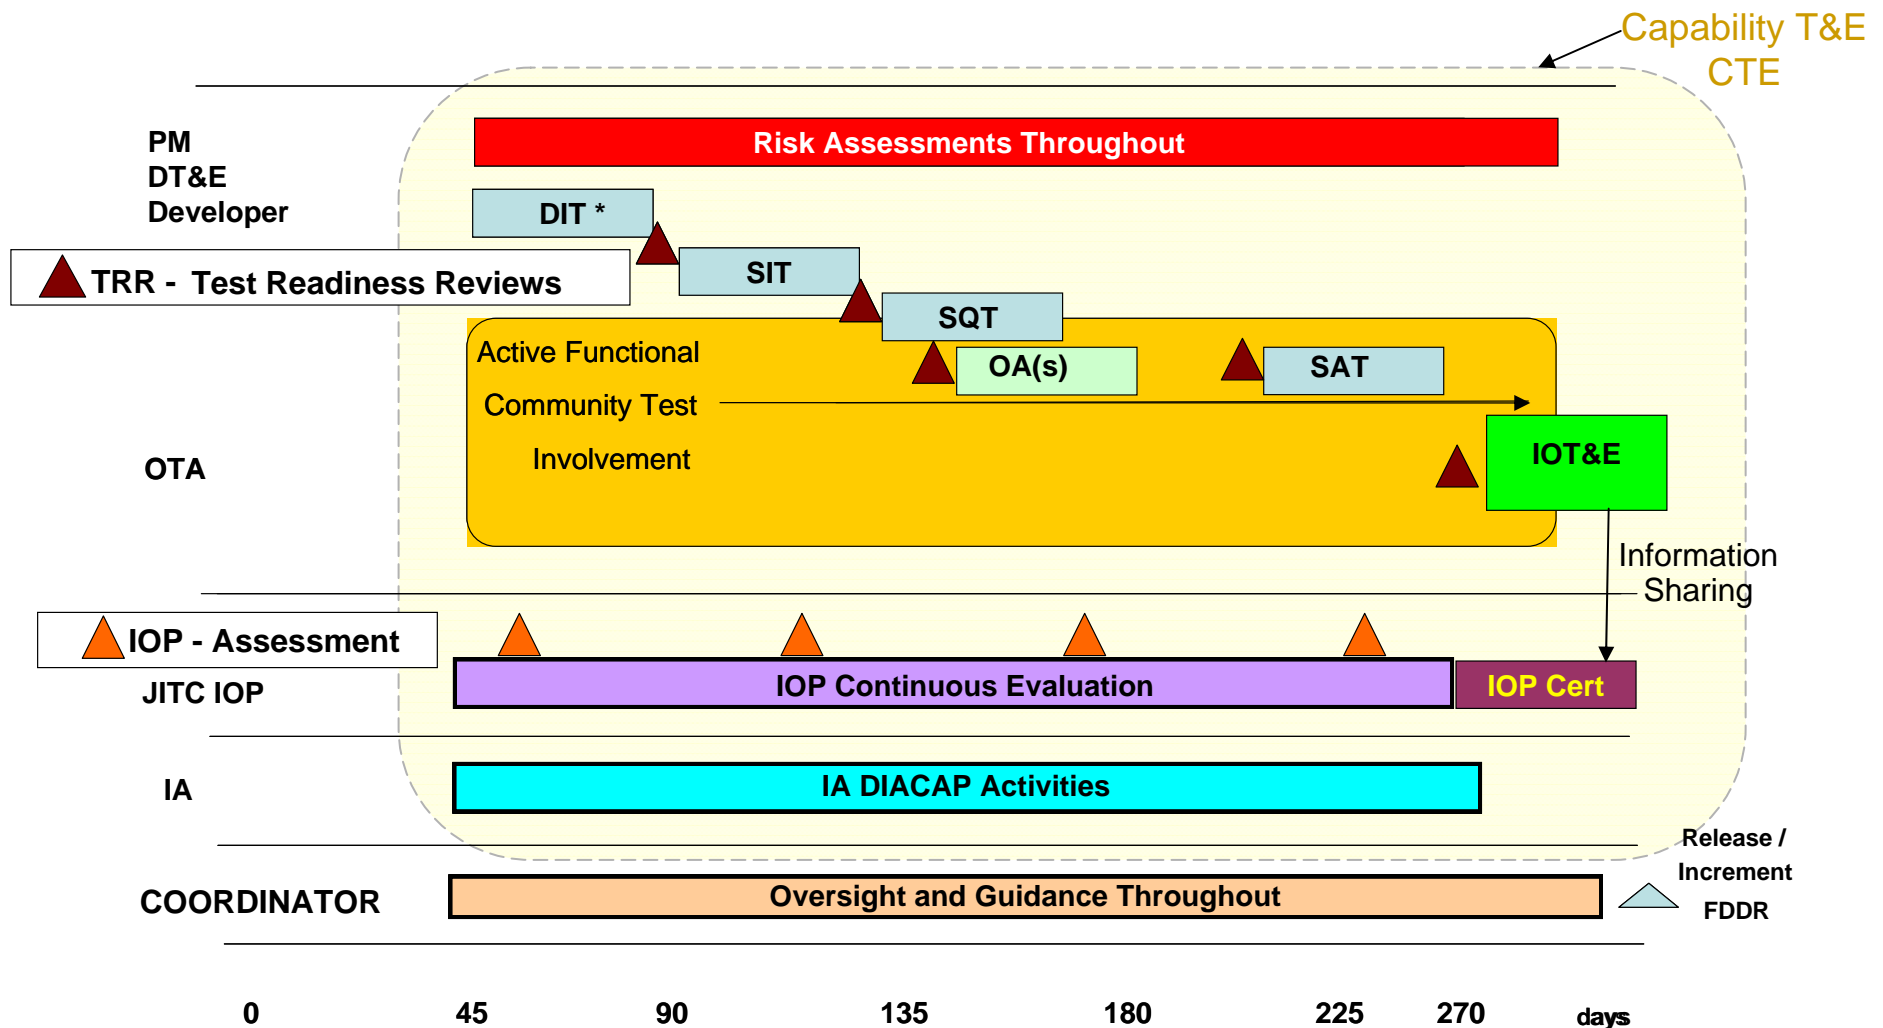 Capability T&E
CTE
PM
DT&E
Developer
Risk Assessments Throughout
DIT *
TRR - Test Readiness Reviews
SIT
SQT
Active Functional
Community Test
Involvement
OA(s)
SAT
OTA
IOT&E
Information
Sharing
IOP - Assessment
JITC IOP
IOP Continuous Evaluation
IOP Cert
IA
IA DIACAP Activities
COORDINATOR
Oversight and Guidance Throughout
Release /
Increment
FDDR
0 45 90 135 180 225 270 days